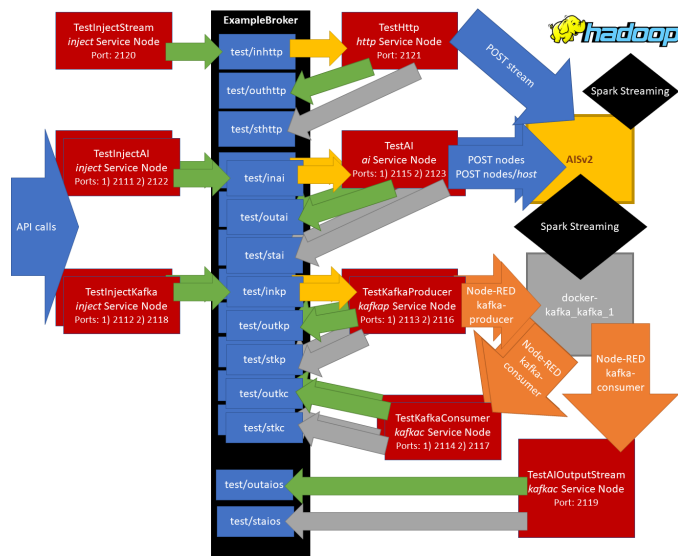 ExampleBroker
TestInjectStream
inject Service Node
Port: 2120
test/inhttp
TestHttp
http Service Node
Port: 2121
POST stream
hadoop
test/outhttp
Spark Streaming
test/sthttp
TestInjectAI
inject Service Node
Ports: 1) 2111 2) 2122
test/inai
TestAI
ai Service Node
Ports: 1) 2115 2) 2123
POST nodes
POST nodes/host
AISv2
test/outai
API calls
test/stai
Spark Streaming
TestInjectKafka
inject Service Node
Ports: 1) 2112 2) 2118
test/inkp
TestKafkaProducer
kafkap Service Node
Ports: 1) 2113 2) 2116
Node-RED
kafka-
producer
docker-
kafka_kafka_1
test/outkp
test/stkp
Node-RED
kafka-
consumer
Node-RED
kafka-
consumer
test/outkc
test/stkc
TestKafkaConsumer
kafkac Service Node
Ports: 1) 2114 2) 2117
test/outaios
TestAIOutputStream
kafkac Service Node
Port: 2119
test/staios